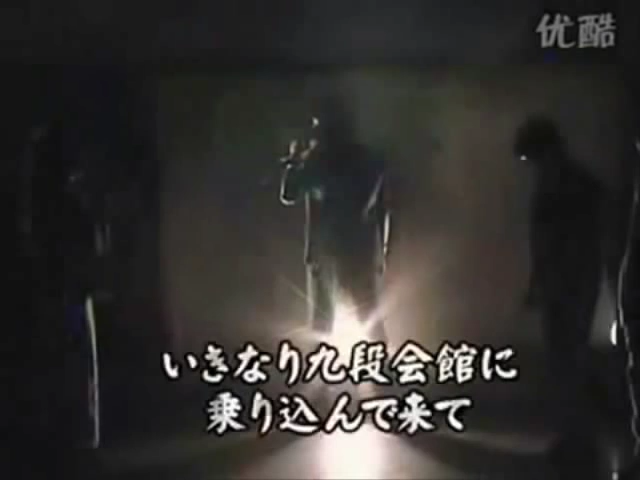 优酷
いきなり九段会館に
乗り込んで来て